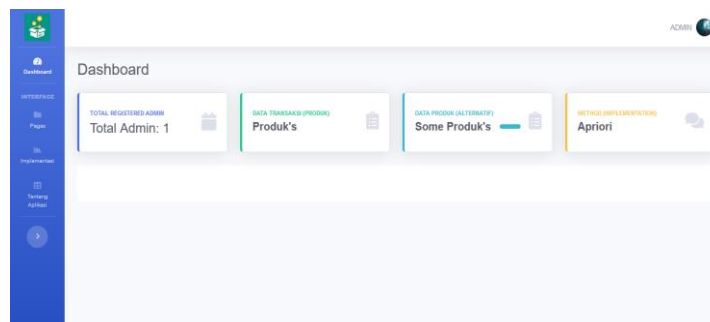 ADMIN
Dashboard
Dashboard
INTERFACE
Pages
Implementasi
Tentang
Aplikasi
TOTAL REGISTERED ADMIN
Total Admin: 1
DATA TRANSAKSI (PRODUK)
Produk's
DATA PRODUK (ALTERNATIF)
Some Produk's
METHOD (IMPLEMENTATION)
Apriori